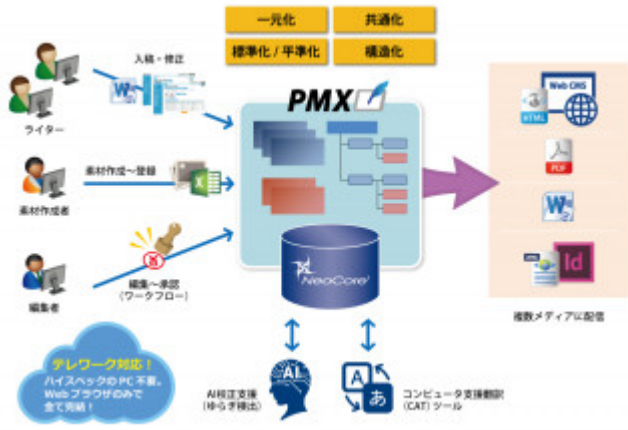 一元化
共通化
標準化 / 平準化
構造化
入稿・修正
W
ライター
PMX
Web CMS
HTML
PDF
素材作成～登録
X
素材作成者
W
編集～承認
(ワークフロー)
編集者
NeoCore
Id
複数メディアに配信
テレワーク対応！
ハイスペックのPC不要。
Webブラウザのみで
全て完結！
AI
AI校正支援
(ゆらぎ検出)
A
あ
コンピュータ支援翻訳
(CAT) ツール